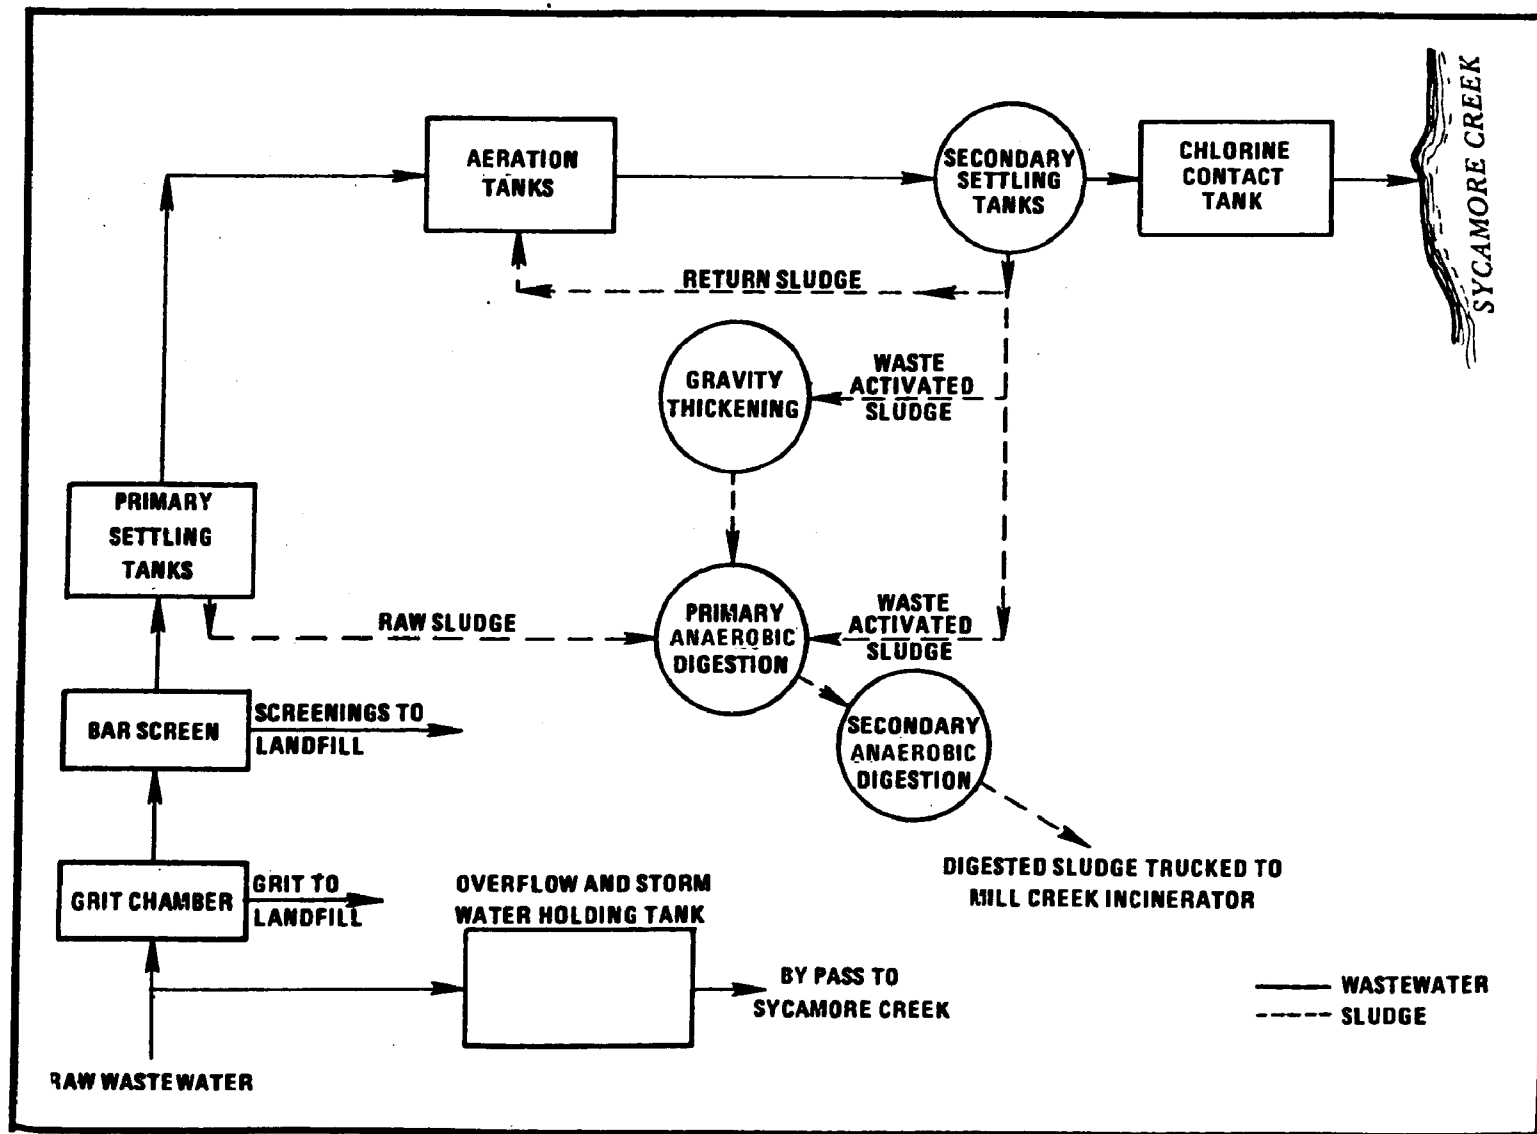 AERATION
TANKS
SECONDARY
SETTLING
TANKS
CHLORINE
CONTACT
TANK
SYCAMORE CREEK
RETURN SLUDGE
GRAVITY
THICKENING
WASTE
ACTIVATED
SLUDGE
PRIMARY
SETTLING
TANKS
RAW SLUDGE
PRIMARY
ANAEROBIC
DIGESTION
WASTE
ACTIVATED
SLUDGE
BAR SCREEN
SCREENINGS TO
LANDFILL
SECONDARY
ANAEROBIC
DIGESTION
GRIT CHAMBER
GRIT TO
LANDFILL
OVERFLOW AND STORM
WATER HOLDING TANK
DIGESTED SLUDGE TRUCKED TO
MILL CREEK INCINERATOR
BY PASS TO
SYCAMORE CREEK
WASTEWATER
SLUDGE
RAW WASTEWATER